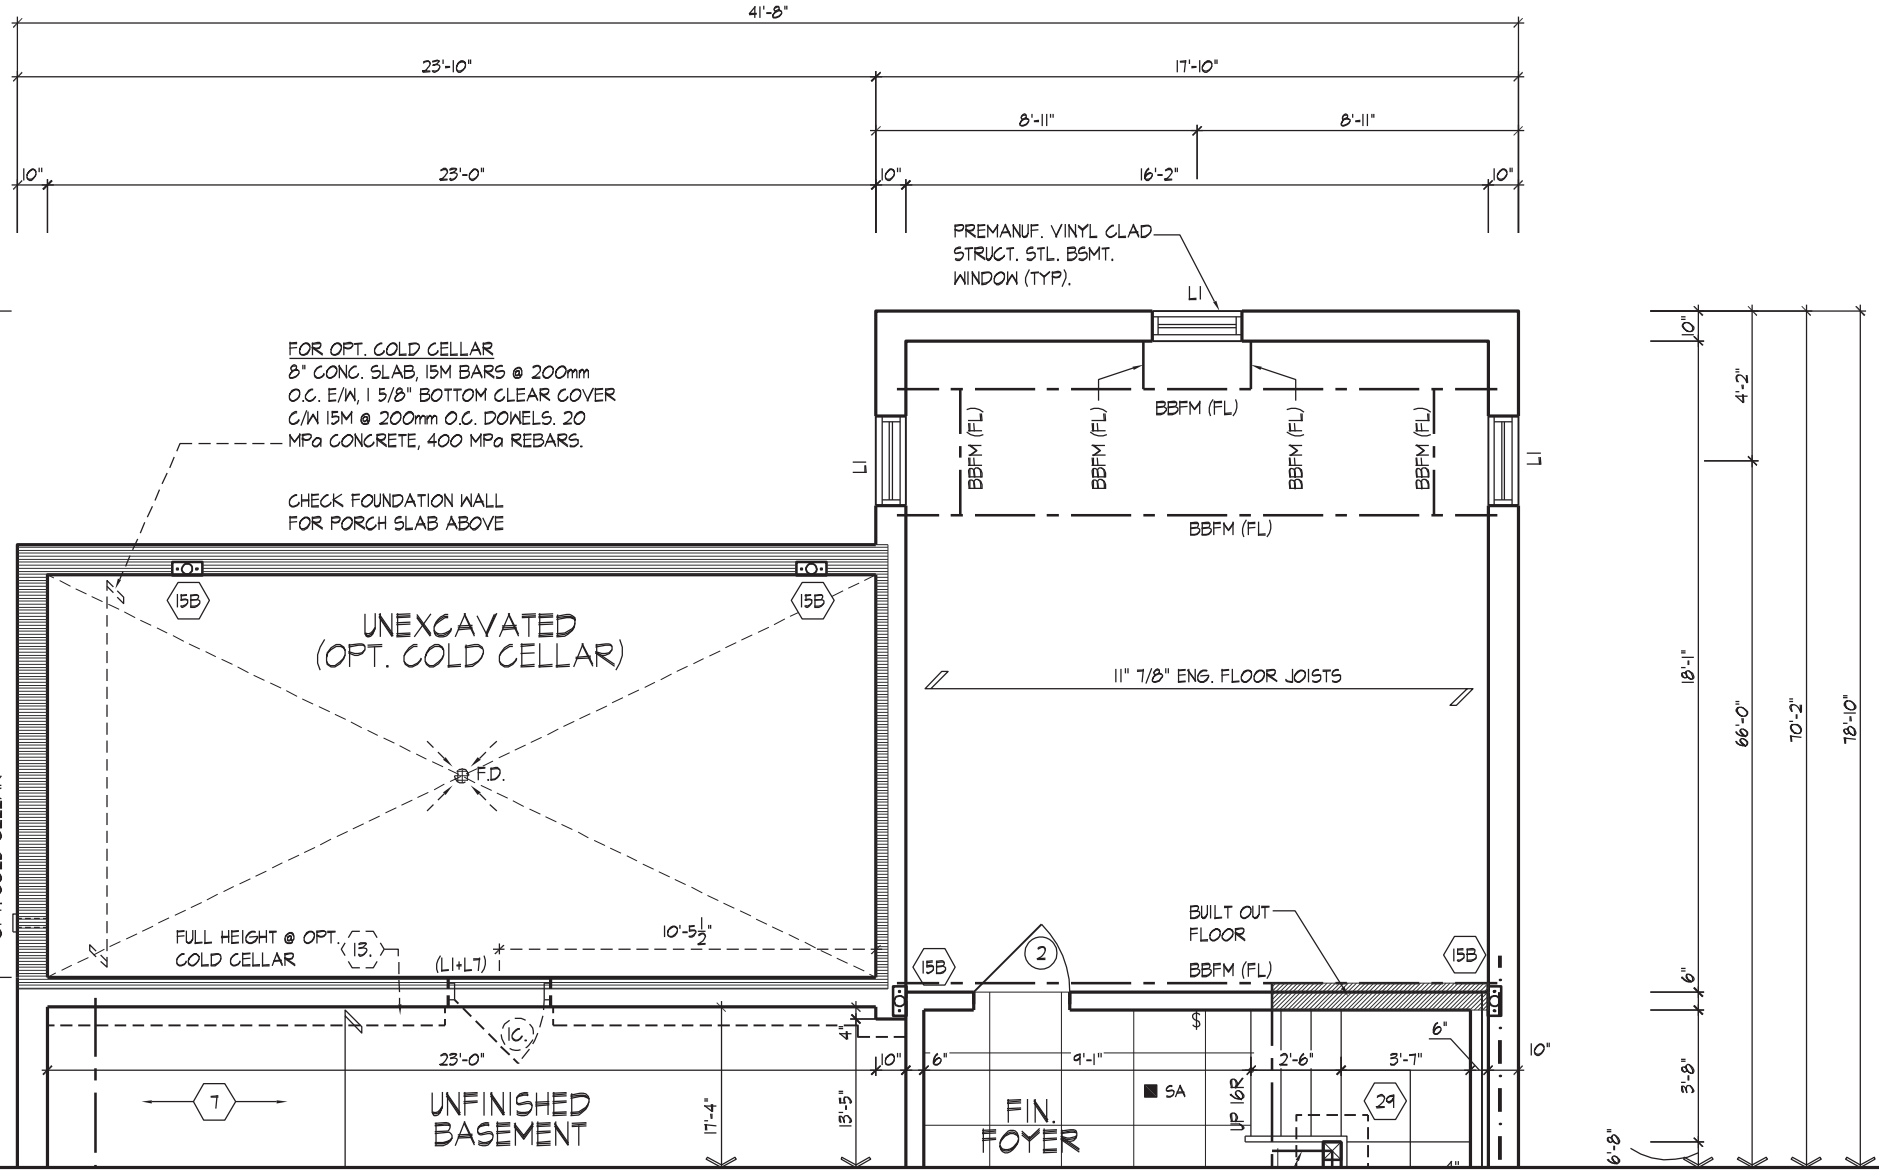 41'-8"
23'-10"
17'-10"
8'-11"
8'-11"
10"
23'-0"
10"
16'-2"
10"
PREMANUF. VINYL CLAD
STRUCT. STL. BSMT.
WINDOW (TYP).
L1
FOR OPT. COLD CELLAR
8" CONC. SLAB, 15M BARS @ 200mm
O.C. E/W, 1 5/8" BOTTOM CLEAR COVER
C/W 15M @ 200mm O.C. DOWELS. 20
MPa CONCRETE, 400 MPa REBARS.
CHECK FOUNDATION WALL
FOR PORCH SLAB ABOVE
BBFM (FL)
BBFM (FL)
BBFM (FL)
BBFM (FL)
BBFM (FL)
L1
L1
BBFM (FL)
10"
4'-2"
15B
15B
UNEXCAVATED
(OPT. COLD CELLAR)
11" 7/8" ENG. FLOOR JOISTS
18'-1"
66'-0"
70'-2"
78'-10"
F.D.
FULL HEIGHT @ OPT.
COLD CELLAR
13.
(L1+L7)
10'-5 1/2"
BUILT OUT
FLOOR
15B
2
BBFM (FL)
15B
6"
1C.
4"
$
6"
10"
23'-0"
10"
6"
9'-1"
2'-6"
3'-7"
3'-8"
7
UNFINISHED
BASEMENT
17'-4"
13'-5"
FIN.
FOYER
SA
UP 16R
29
6'-8"